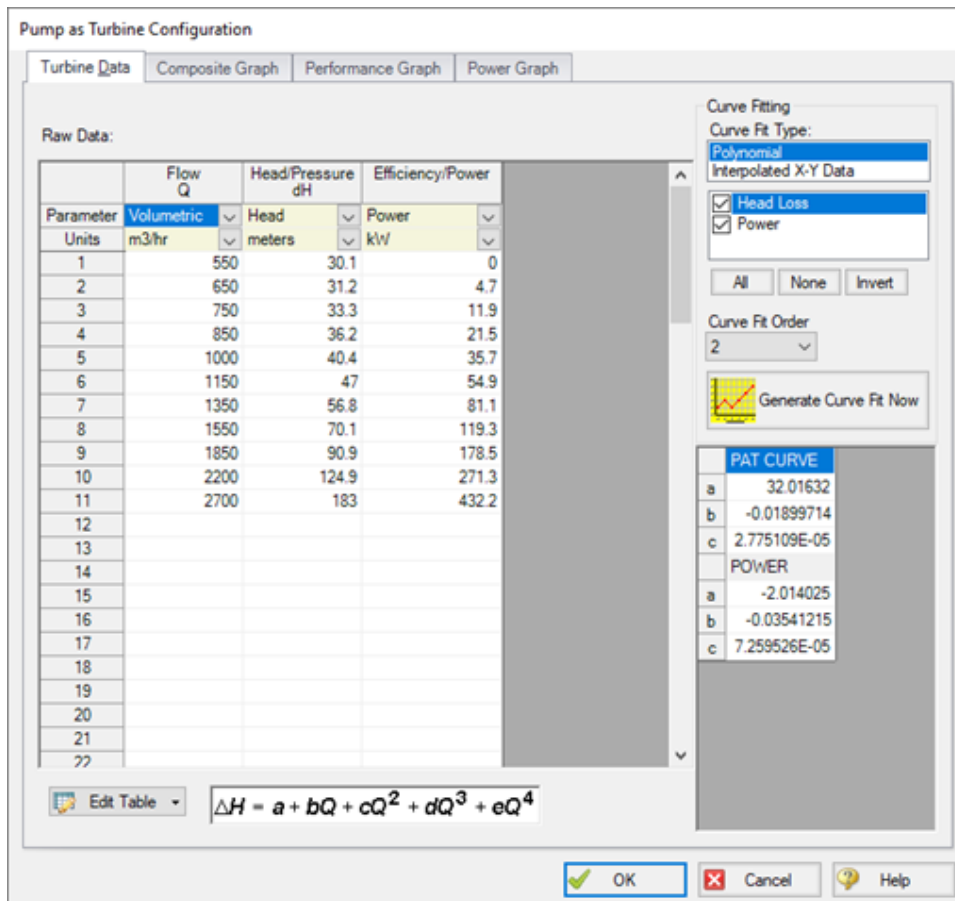 Pump as Turbine Configuration
Turbine Data Composite Graph Performance Graph Power Graph
Raw Data:
Flow Q Head/Pressure dH Efficiency/Power
Parameter Volumetric Head Power
Units m3/hr meters kW
1 550 30.1 0
2 650 31.2 4.7
3 750 33.3 11.9
4 850 36.2 21.5
5 1000 40.4 35.7
6 1150 47 54.9
7 1350 56.8 81.1
8 1550 70.1 119.3
9 1850 90.9 178.5
10 2200 124.9 271.3
11 2700 183 432.2
12
13
14
15
16
17
18
19
20
21
22
Edit Table
ΔH = a + bQ + cQ² + dQ³ + eQ⁴
Curve Fitting
Curve Fit Type:
Polynomial
Interpolated X-Y Data
Head Loss
Power
All None Invert
Curve Fit Order
2
Generate Curve Fit Now
PAT CURVE
a 32.01632
b -0.01899714
c 2.775109E-05
POWER
a -2.014025
b -0.03541215
c 7.259526E-05
OK Cancel Help